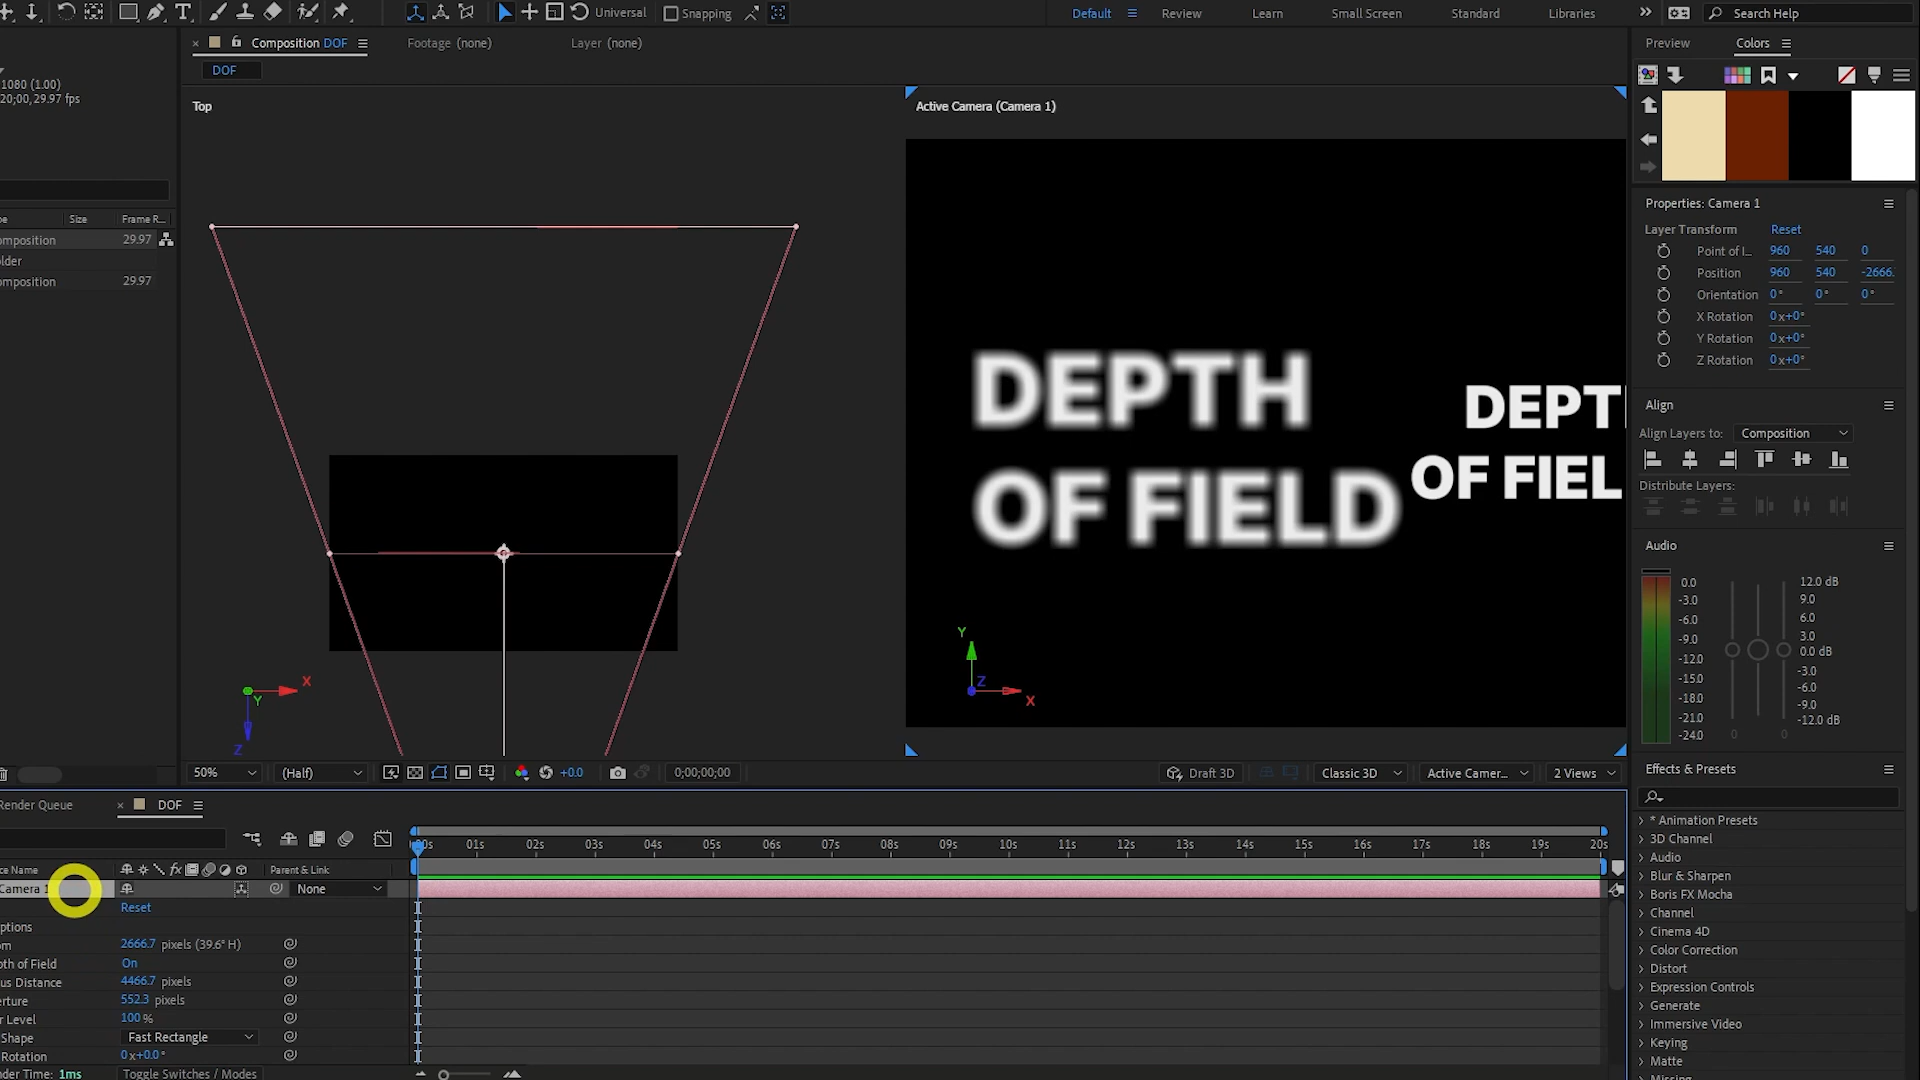 Universal
Snapping
Default
Review
Learn
Small Screen
Standard
Libraries
Search Help
Composition DOF
Footage (none)
Layer (none)
Preview
Colors
DOF
1080 (1.00)
20;00, 29.97 fps
Top
Active Camera (Camera 1)
DEPTH
OF FIELD
DEPT
OF FIEL
Y
Z
X
X
Y
Z
Properties: Camera 1
Layer Transform
Reset
Point of I...
960
540
0
Position
960
540
-2666.
Orientation
0°
0°
0°
X Rotation
0x+0°
Y Rotation
0x+0°
Z Rotation
0x+0°
Size
Frame R...
omposition
29.97
older
omposition
29.97
Align
Align Layers to:
Composition
Distribute Layers:
Audio
0.0
-3.0
-6.0
-9.0
-12.0
-15.0
-18.0
-21.0
-24.0
12.0 dB
9.0
6.0
3.0
0.0 dB
-3.0
-6.0
-9.0
-12.0 dB
0
0
50%
(Half)
+0.0
0;00;00;00
Draft 3D
Classic 3D
Active Camer...
2 Views
Effects & Presets
* Animation Presets
3D Channel
Audio
Blur & Sharpen
Boris FX Mocha
Channel
Cinema 4D
Color Correction
Distort
Expression Controls
Generate
Immersive Video
Keying
Matte
Render Queue
DOF
00s
01s
02s
03s
04s
05s
06s
07s
08s
09s
10s
11s
12s
13s
14s
15s
16s
17s
18s
19s
20s
ce Name
fx
Parent & Link
Camera 1
None
Reset
ptions
om
2666.7 pixels (39.6° H)
pth of Field
On
us Distance
4466.7 pixels
erture
552.3 pixels
r Level
100 %
Shape
Fast Rectangle
Rotation
0x+0.0°
nder Time: 1ms
Toggle Switches / Modes